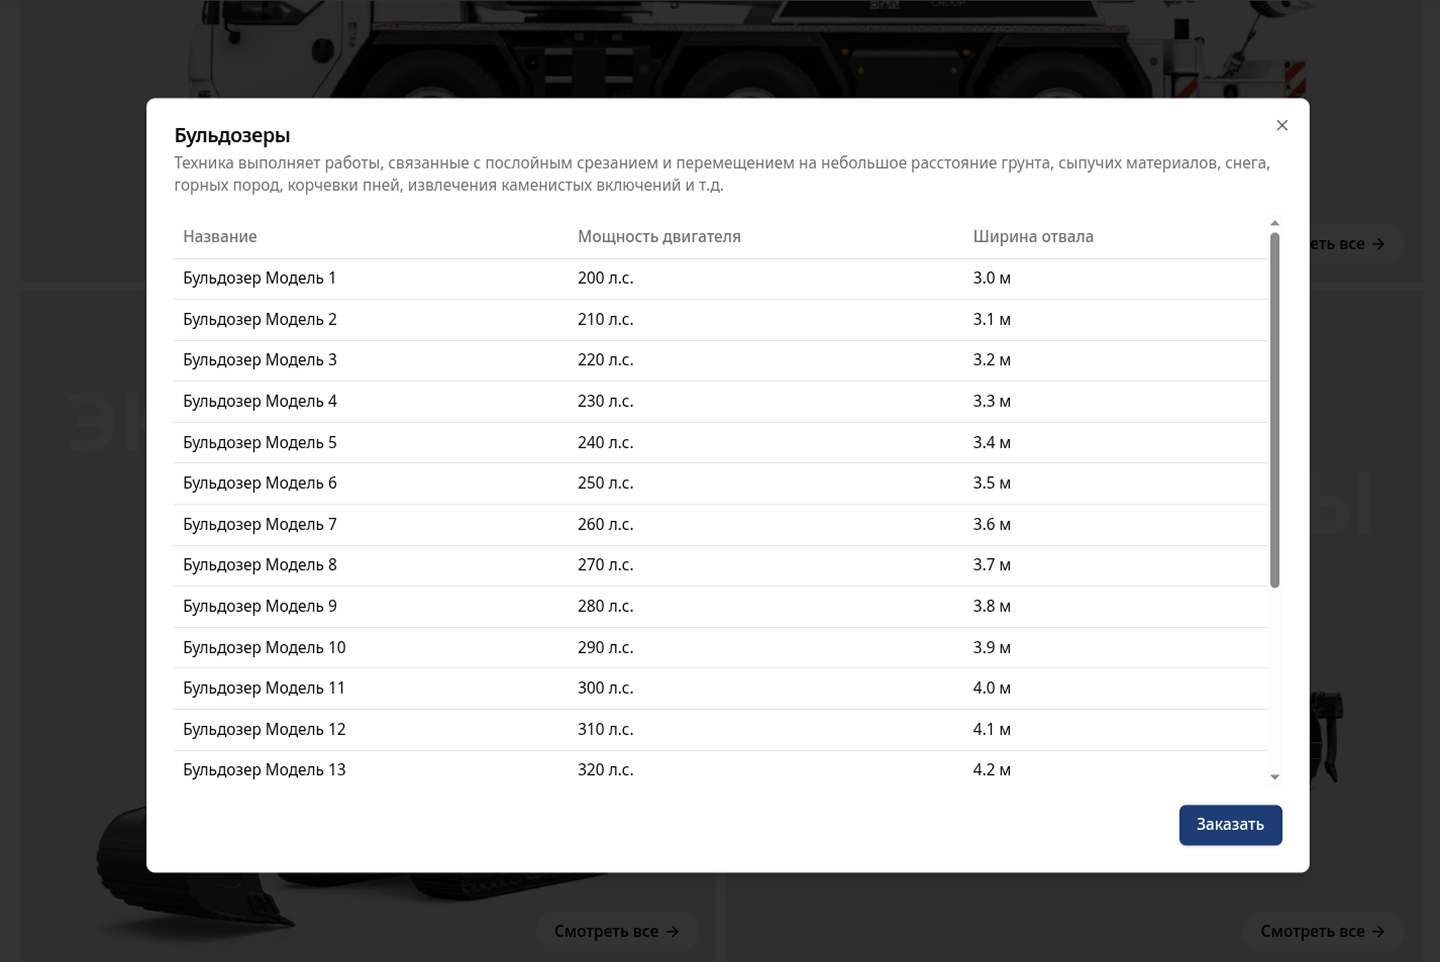 GROUP
Бульдозеры
Техника выполняет работы, связанные с послойным срезанием и перемещением на небольшое расстояние грунта, сыпучих материалов, снега,
горных пород, корчевки пней, извлечения каменистых включений и т.д.
Название Мощность двигателя Ширина отвала
Бульдозер Модель 1 200 л.с. 3.0 м
Бульдозер Модель 2 210 л.с. 3.1 м
Бульдозер Модель 3 220 л.с. 3.2 м
Бульдозер Модель 4 230 л.с. 3.3 м
Бульдозер Модель 5 240 л.с. 3.4 м
Бульдозер Модель 6 250 л.с. 3.5 м
Бульдозер Модель 7 260 л.с. 3.6 м
Бульдозер Модель 8 270 л.с. 3.7 м
Бульдозер Модель 9 280 л.с. 3.8 м
Бульдозер Модель 10 290 л.с. 3.9 м
Бульдозер Модель 11 300 л.с. 4.0 м
Бульдозер Модель 12 310 л.с. 4.1 м
Бульдозер Модель 13 320 л.с. 4.2 м
Заказать
еть все →
Смотреть все →
Смотреть все →